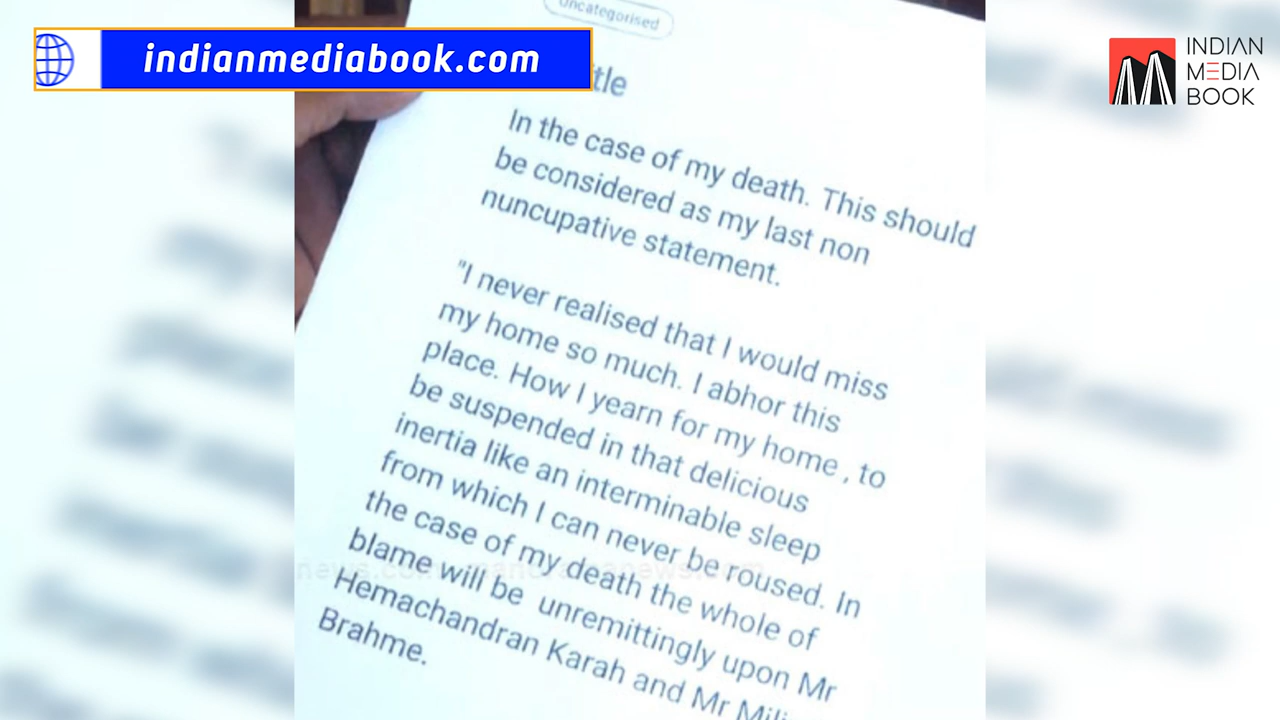 Uncategorised
indianmediabook.com
INDIAN
MEDIA
BOOK
In the case of my death. This should
be considered as my last non
nuncupative statement.
"I never realised that I would miss
my home so much. I abhor this
place. How I yearn for my home , to
be suspended in that delicious
inertia like an interminable sleep
from which I can never be roused. In
the case of my death the whole of
blame will be unremittingly upon Mr
Hemachandran Karah and Mr
Brahme.